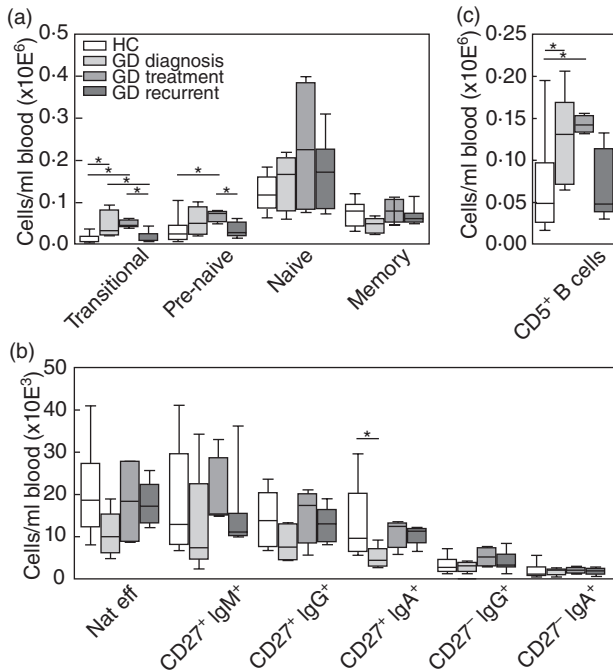 (a)
Cells/ml blood (x10E⁶)
0·5
0·4
0·3
0·2
0·1
0·0
HC
GD diagnosis
GD treatment
GD recurrent
* * * *
* *
Transitional
Pre-naive
Naive
Memory
(c)
Cells/ml blood (x10E⁶)
0·25
0·20
0·15
0·10
0·05
0·00
*
*
CD5⁺ B cells
(b)
Cells/ml blood (x10E³)
50
40
30
20
10
0
*
Nat eff
CD27⁺ IgM⁺
CD27⁺ IgG⁺
CD27⁺ IgA⁺
CD27⁻ IgG⁺
CD27⁻ IgA⁺